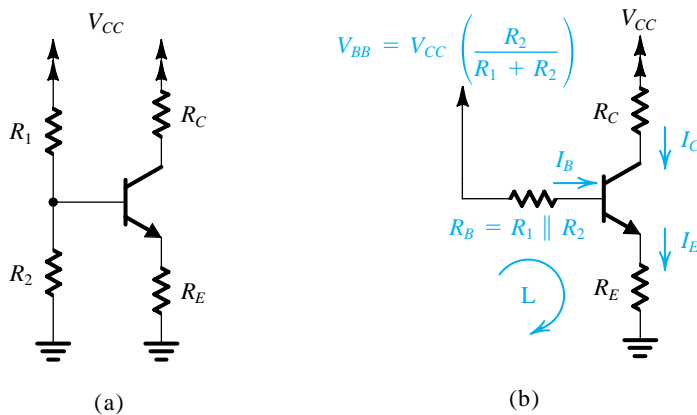 V_CC
R_1
R_C
R_2
R_E
(a)
V_BB = V_CC ( R_2 / R_1 + R_2 )
V_CC
R_C
I_C
I_B
R_B = R_1 ∥ R_2
I_E
L
R_E
(b)